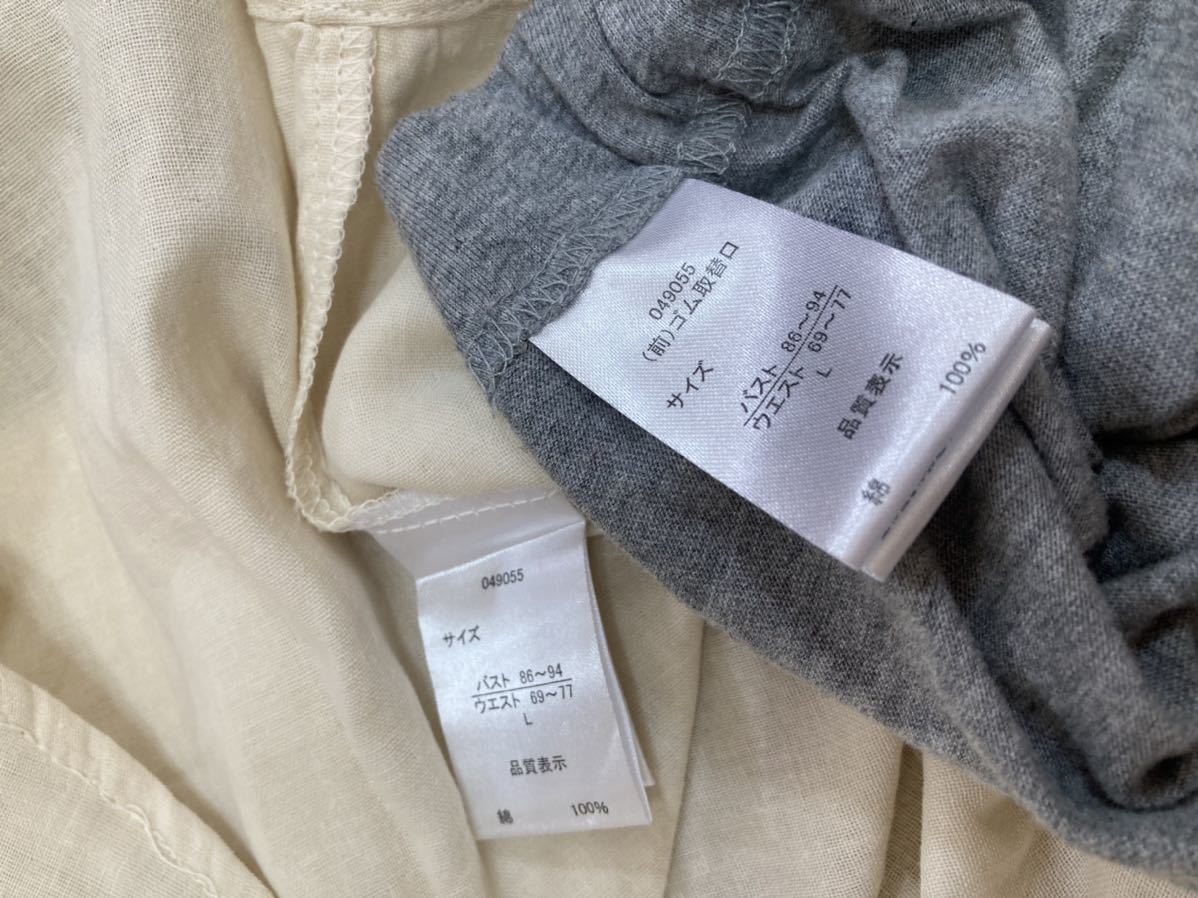 049055
(前)ゴム取替口
サイズ
バスト 86～94
ウエスト 69～77
L
品質表示
綿 100%
049055
サイズ
バスト 86～94
ウエスト 69～77
L
品質表示
綿 100%